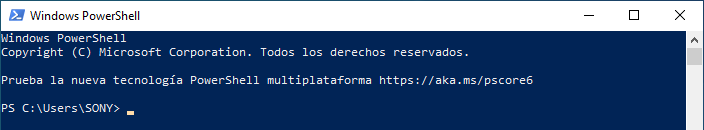 Windows PowerShell
Windows PowerShell
Copyright (C) Microsoft Corporation. Todos los derechos reservados.
Prueba la nueva tecnología PowerShell multiplataforma https://aka.ms/pscore6
PS C:\Users\SONY>